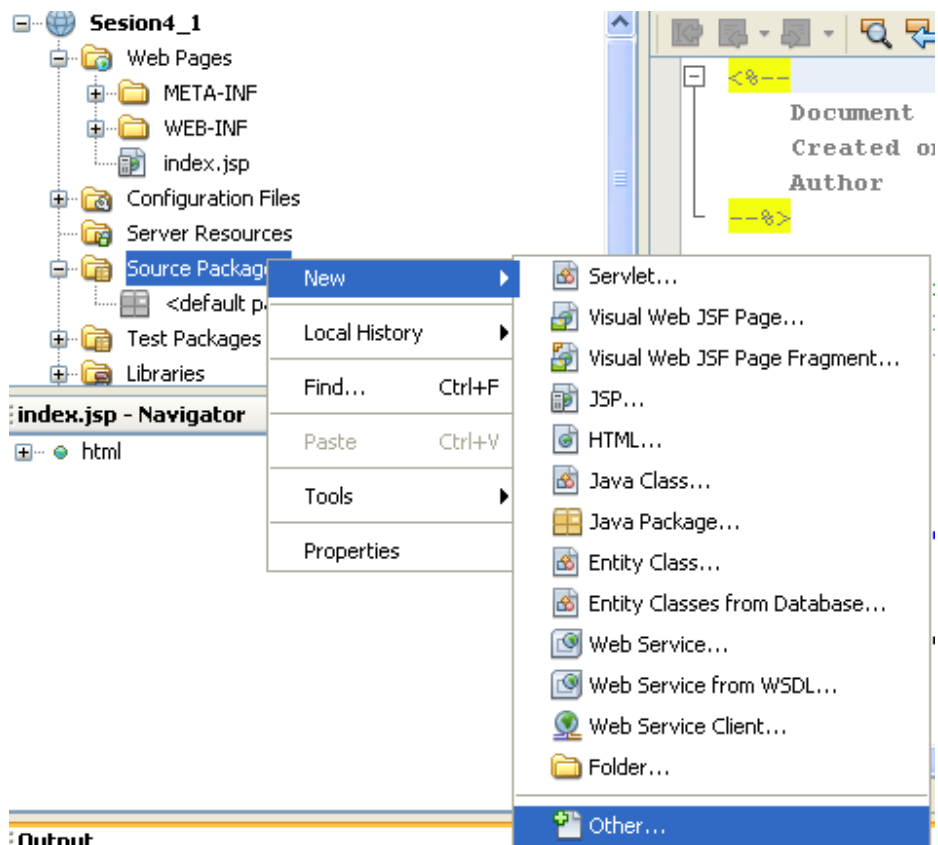 Sesion4_1
Web Pages
META-INF
WEB-INF
index.jsp
Configuration Files
Server Resources
Source Packag
<default pa
Test Packages
Libraries
index.jsp - Navigator
html
Output
<%--
Document
Created on
Author
--%>
New
Local History
Find... Ctrl+F
Paste Ctrl+V
Tools
Properties
Servlet...
Visual Web JSF Page...
Visual Web JSF Page Fragment...
JSP...
HTML...
Java Class...
Java Package...
Entity Class...
Entity Classes from Database...
Web Service...
Web Service from WSDL...
Web Service Client...
Folder...
Other...